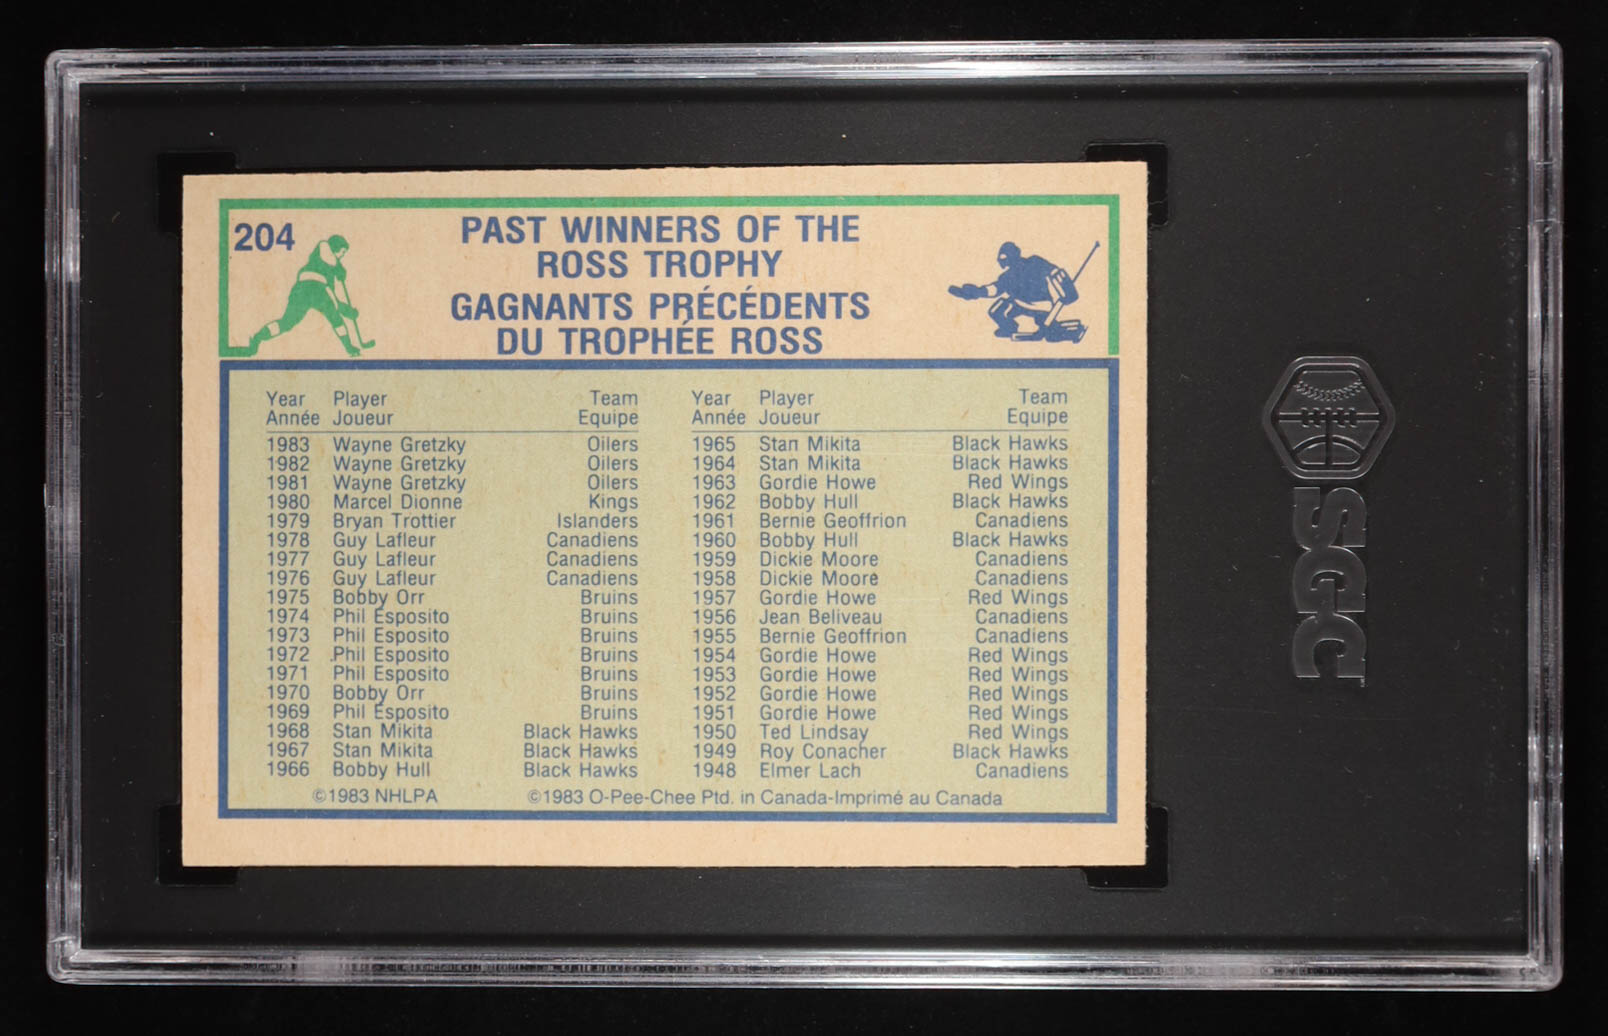 204
PAST WINNERS OF THE
ROSS TROPHY
GAGNANTS PRÉCÉDENTS
DU TROPHÉE ROSS
Year Player Team
Année Joueur Equipe
1983 Wayne Gretzky Oilers
1982 Wayne Gretzky Oilers
1981 Wayne Gretzky Oilers
1980 Marcel Dionne Kings
1979 Bryan Trottier Islanders
1978 Guy Lafleur Canadiens
1977 Guy Lafleur Canadiens
1976 Guy Lafleur Canadiens
1975 Bobby Orr Bruins
1974 Phil Esposito Bruins
1973 Phil Esposito Bruins
1972 Phil Esposito Bruins
1971 Phil Esposito Bruins
1970 Bobby Orr Bruins
1969 Phil Esposito Bruins
1968 Stan Mikita Black Hawks
1967 Stan Mikita Black Hawks
1966 Bobby Hull Black Hawks
Year Player Team
Année Joueur Equipe
1965 Stan Mikita Black Hawks
1964 Stan Mikita Black Hawks
1963 Gordie Howe Red Wings
1962 Bobby Hull Black Hawks
1961 Bernie Geoffrion Canadiens
1960 Bobby Hull Black Hawks
1959 Dickie Moore Canadiens
1958 Dickie Moore Canadiens
1957 Gordie Howe Red Wings
1956 Jean Beliveau Canadiens
1955 Bernie Geoffrion Canadiens
1954 Gordie Howe Red Wings
1953 Gordie Howe Red Wings
1952 Gordie Howe Red Wings
1951 Gordie Howe Red Wings
1950 Ted Lindsay Red Wings
1949 Roy Conacher Black Hawks
1948 Elmer Lach Canadiens
©1983 NHLPA ©1983 O-Pee-Chee Ptd. in Canada-Imprimé au Canada
SGC